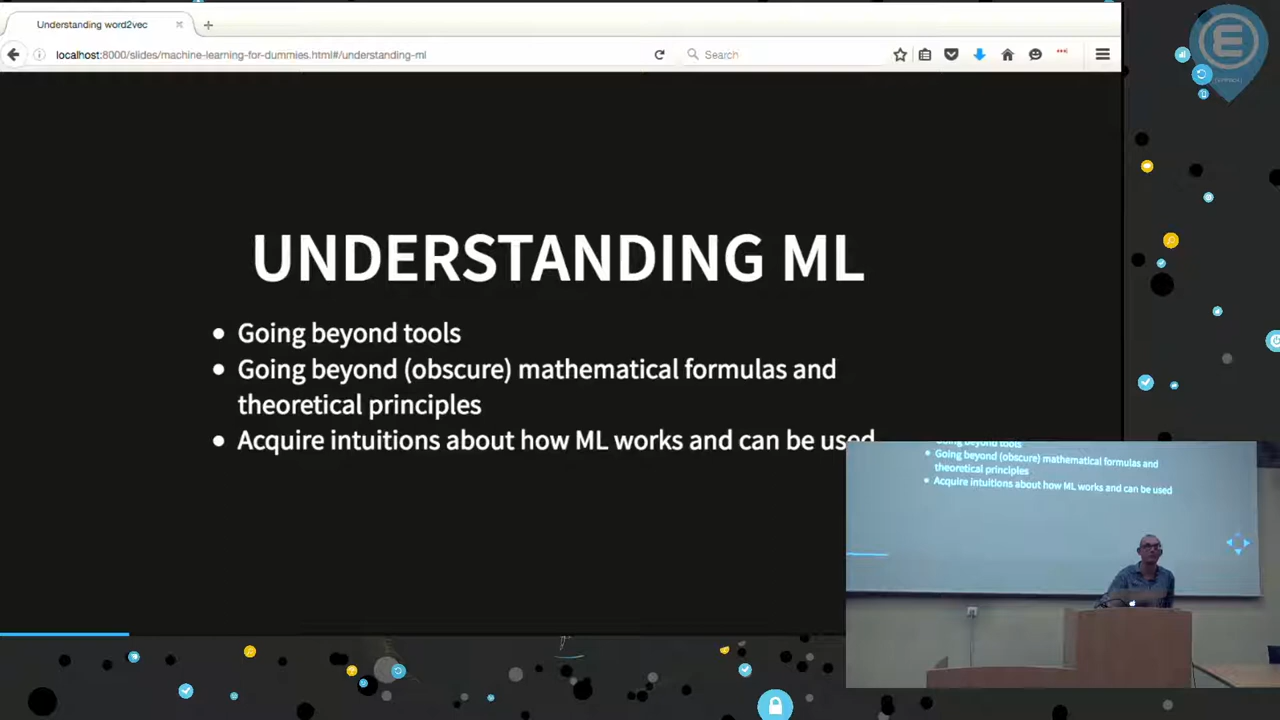 Understanding word2vec
localhost:8000/slides/machine-learning-for-dummies.html#/understanding-ml
Search
UNDERSTANDING ML
Going beyond tools
Going beyond (obscure) mathematical formulas and
theoretical principles
Acquire intuitions about how ML works and can be used
Going beyond tools
Going beyond (obscure) mathematical formulas and
theoretical principles
Acquire intuitions about how ML works and can be used